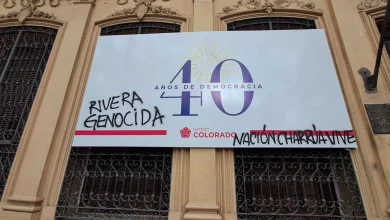 AÑOS DE DEMOCRACIA
40
RIVERA
GENOCIDA
partido
COLORADO
NACIÓN CHARRÚA VIVE